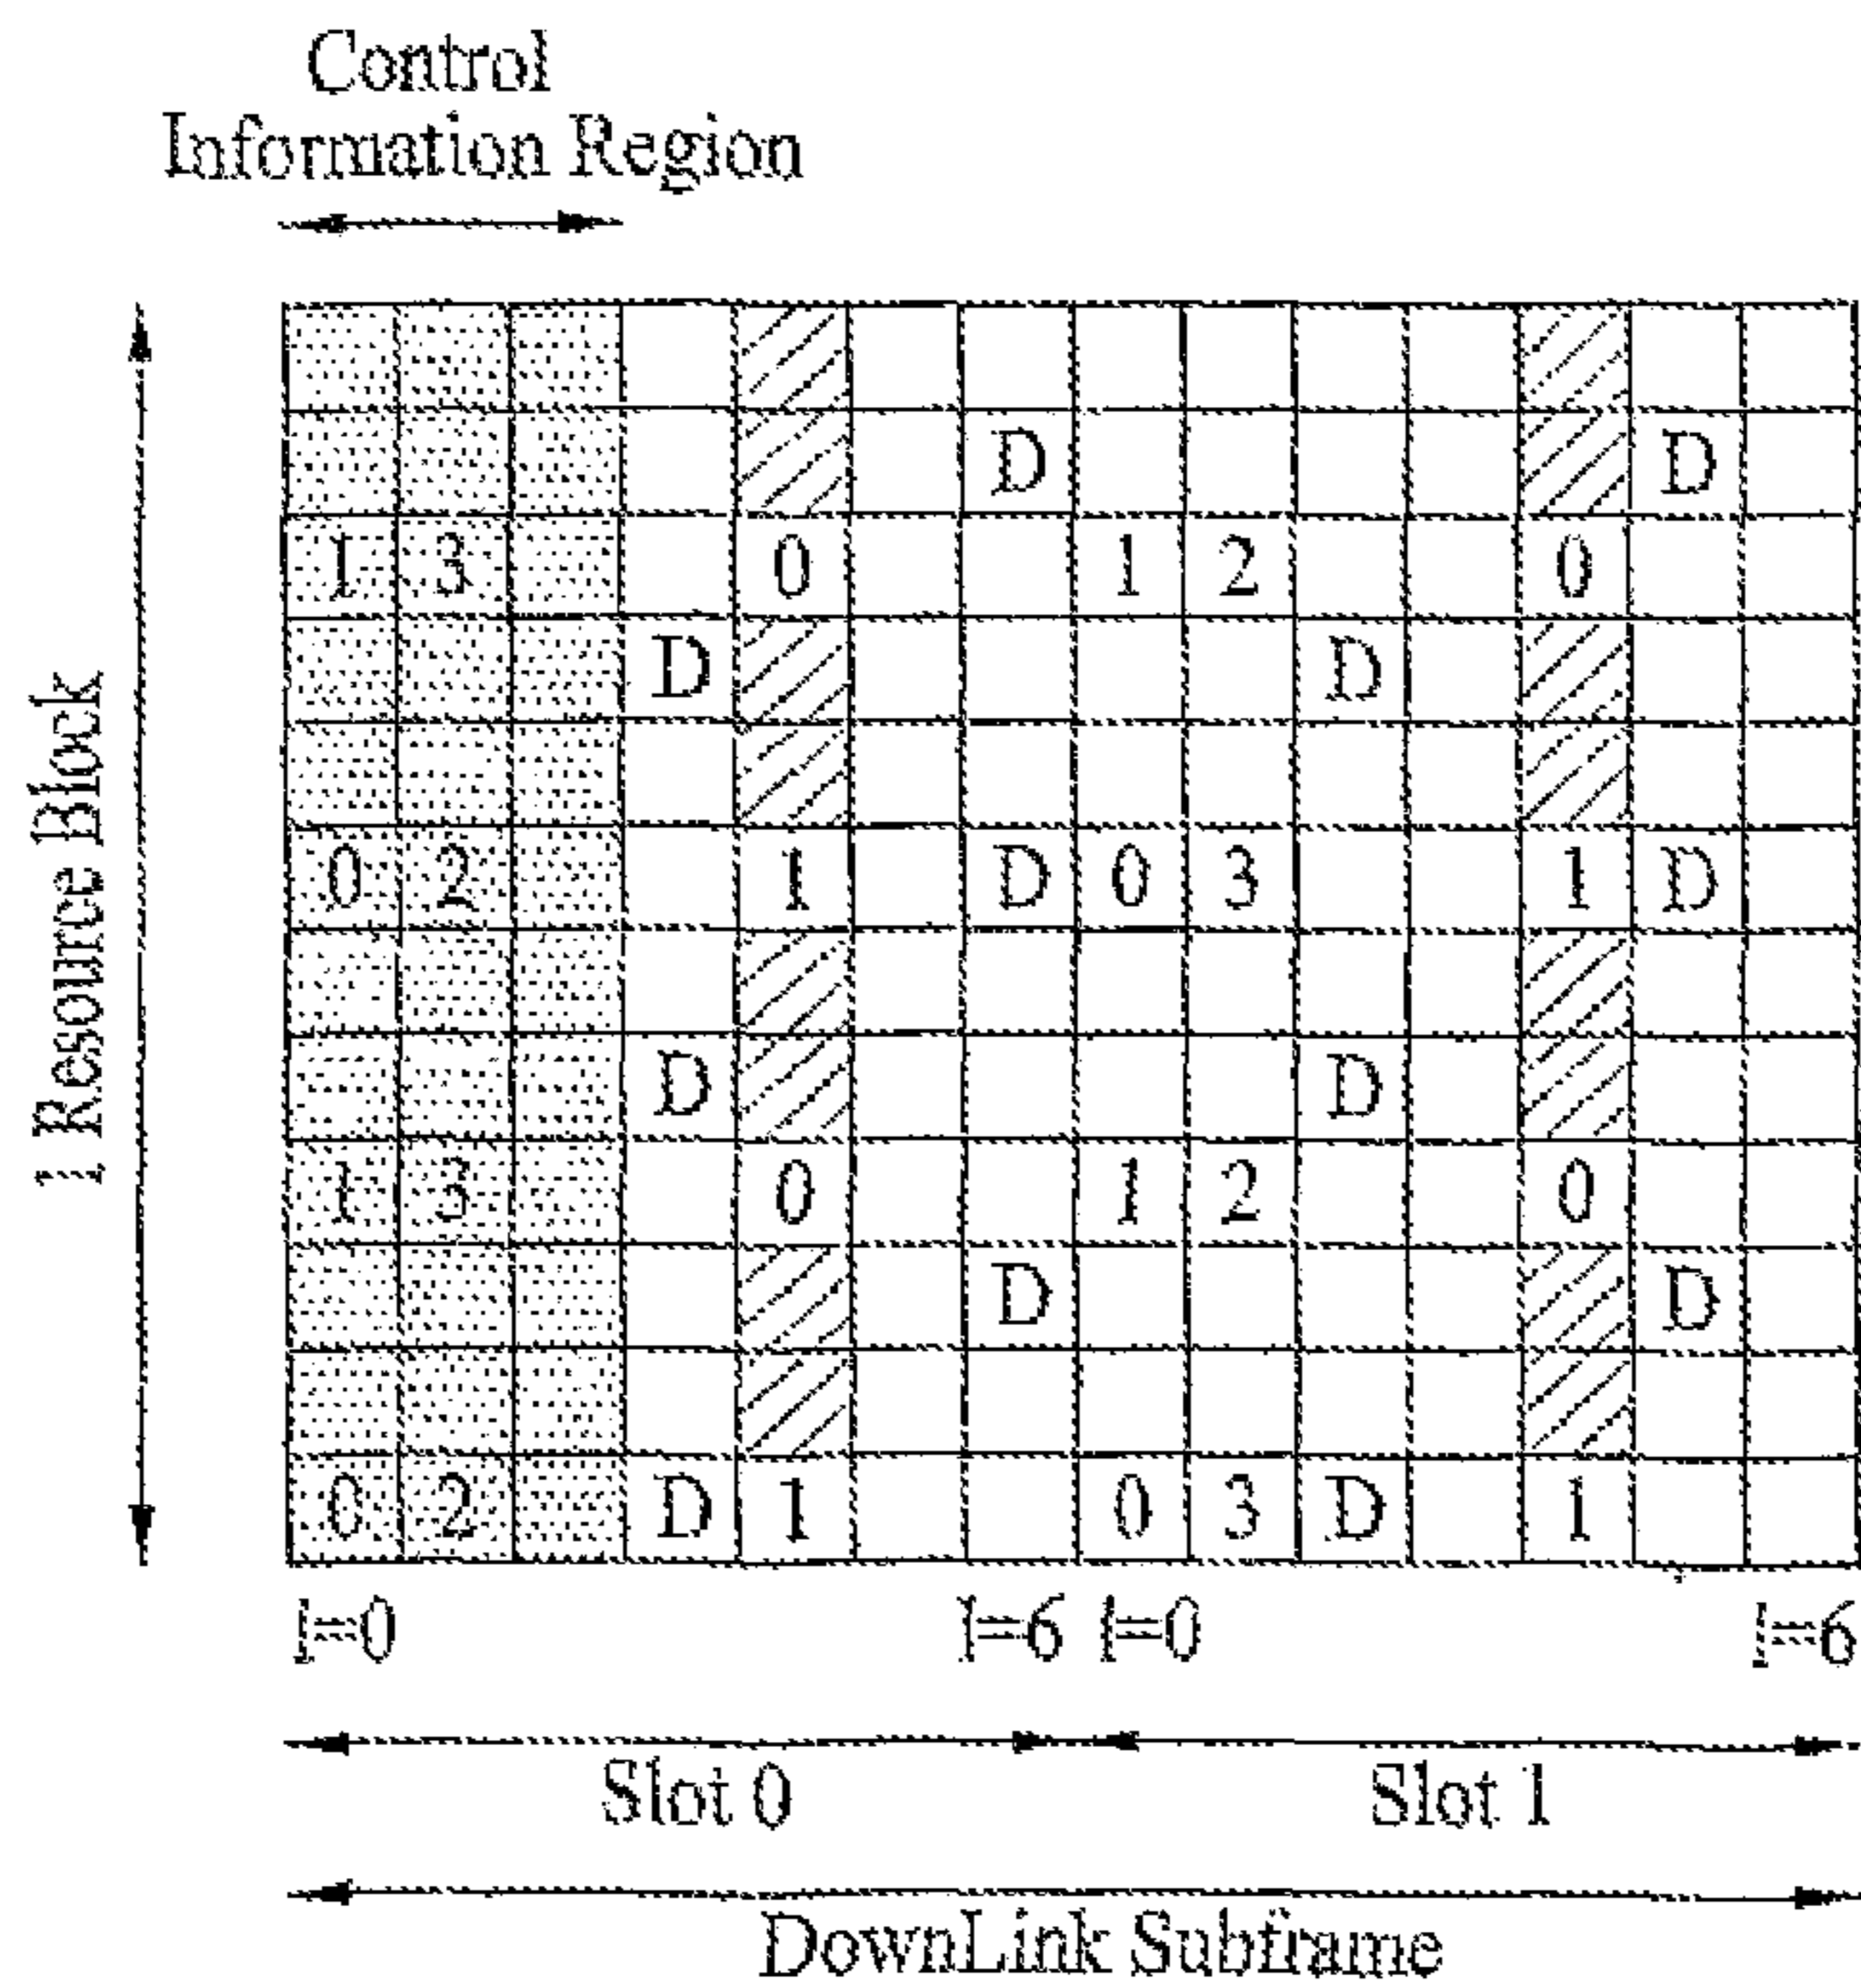 Control
Information Region
1 Resource Block
D D
1 3 0 1 2 0
D D
0 2 1 D 0 3 1 D
D D
1 3 0 1 2 0
D D
0 2 D 1 0 3 D 1
l=0 l=6 l=0 l=6
Slot 0 Slot 1
DownLink Subframe